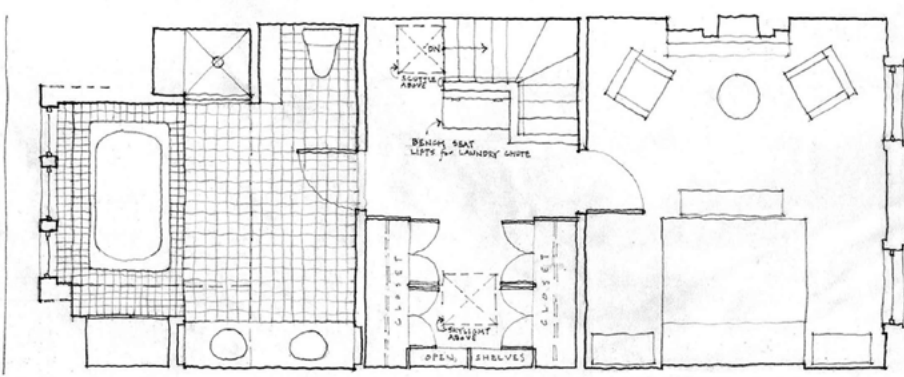 DN
SCUTTLE
ABOVE
BENCH SEAT
LIFTS for LAUNDRY CHUTE
CLOSET
CLOSET
SKYLIGHT
ABOVE
OPEN SHELVES